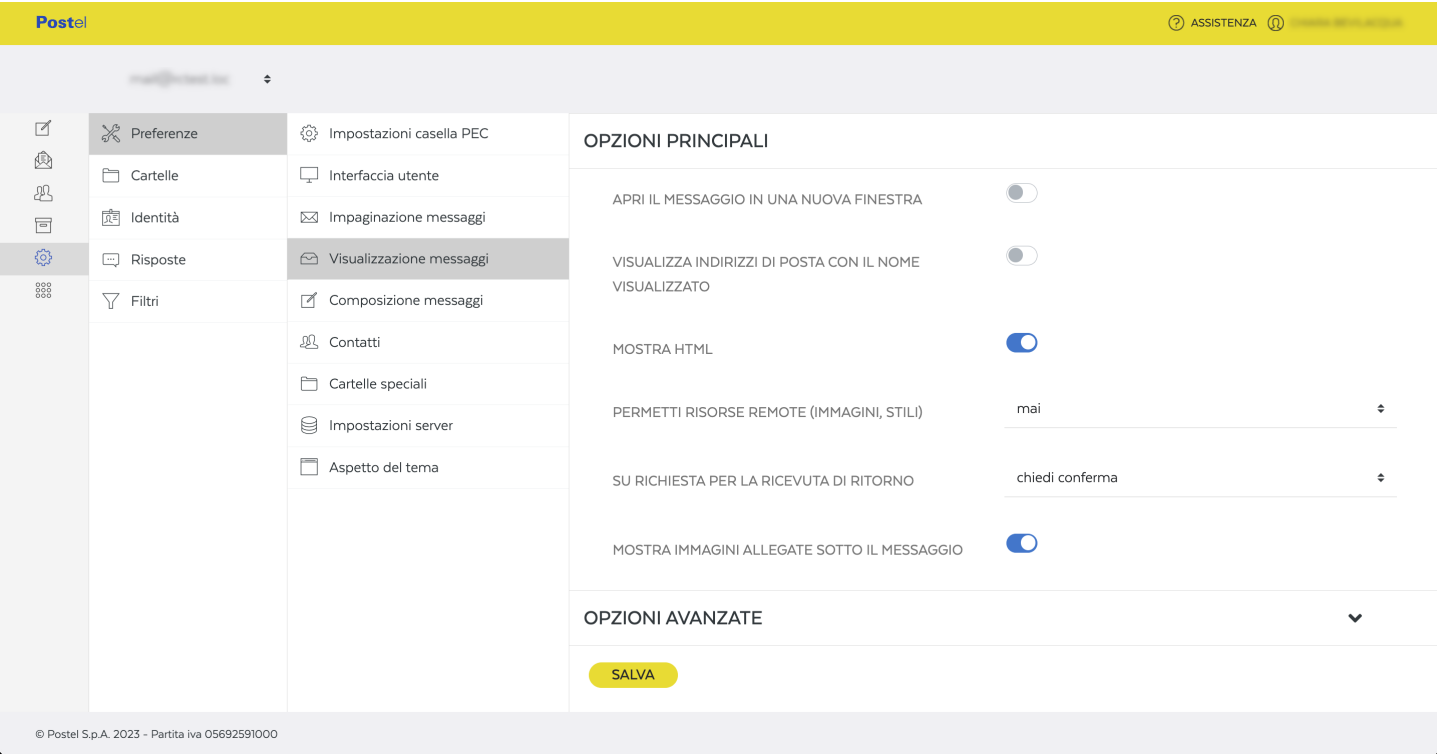 Postel
ASSISTENZA
Preferenze
Cartelle
Identità
Risposte
Filtri
Impostazioni casella PEC
Interfaccia utente
Impaginazione messaggi
Visualizzazione messaggi
Composizione messaggi
Contatti
Cartelle speciali
Impostazioni server
Aspetto del tema
OPZIONI PRINCIPALI
APRI IL MESSAGGIO IN UNA NUOVA FINESTRA
VISUALIZZA INDIRIZZI DI POSTA CON IL NOME
VISUALIZZATO
MOSTRA HTML
PERMETTI RISORSE REMOTE (IMMAGINI, STILI)
mai
SU RICHIESTA PER LA RICEVUTA DI RITORNO
chiedi conferma
MOSTRA IMMAGINI ALLEGATE SOTTO IL MESSAGGIO
OPZIONI AVANZATE
SALVA
© Postel S.p.A. 2023 - Partita iva 05692591000